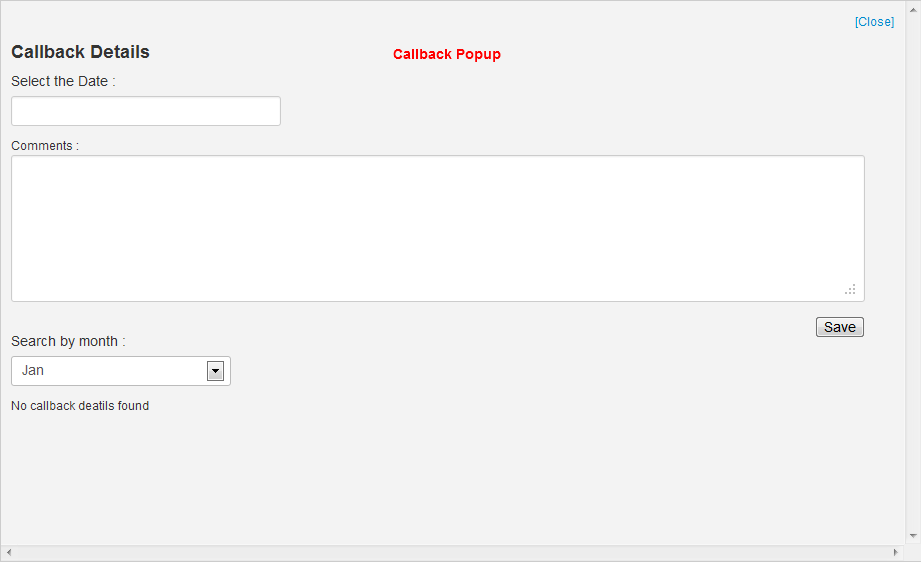 [Close]
Callback Details
Callback Popup
Select the Date :
Comments :
Save
Search by month :
Jan
No callback deatils found